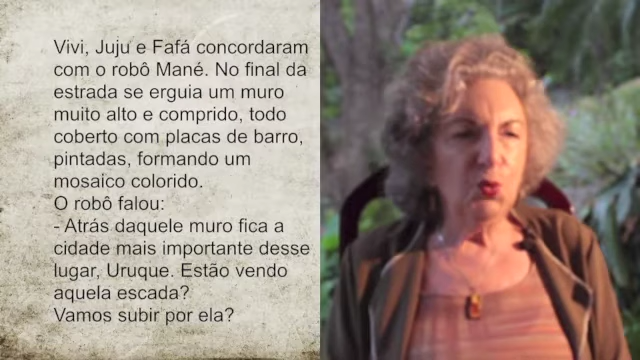 Vivi, Juju e Fafá concordaram
com o robô Mané. No final da
estrada se erguia um muro
muito alto e comprido, todo
coberto com placas de barro,
pintadas, formando um
mosaico colorido.
O robô falou:
- Atrás daquele muro fica a
cidade mais importante desse
lugar, Uruque. Estão vendo
aquela escada?
Vamos subir por ela?